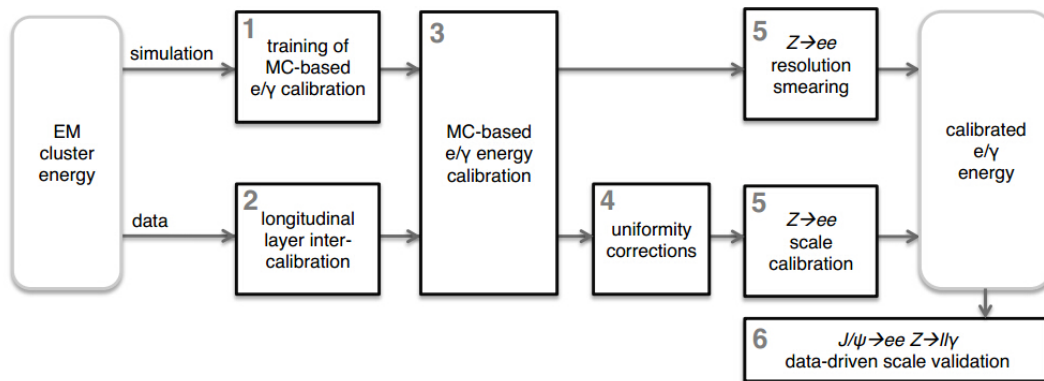 EM
cluster
energy
simulation
data
1
training of
MC-based
e/γ calibration
2
longitudinal
layer inter-
calibration
3
MC-based
e/γ energy
calibration
4
uniformity
corrections
5
Z→ee
resolution
smearing
5
Z→ee
scale
calibration
calibrated
e/γ
energy
6
J/ψ→ee Z→llγ
data-driven scale validation